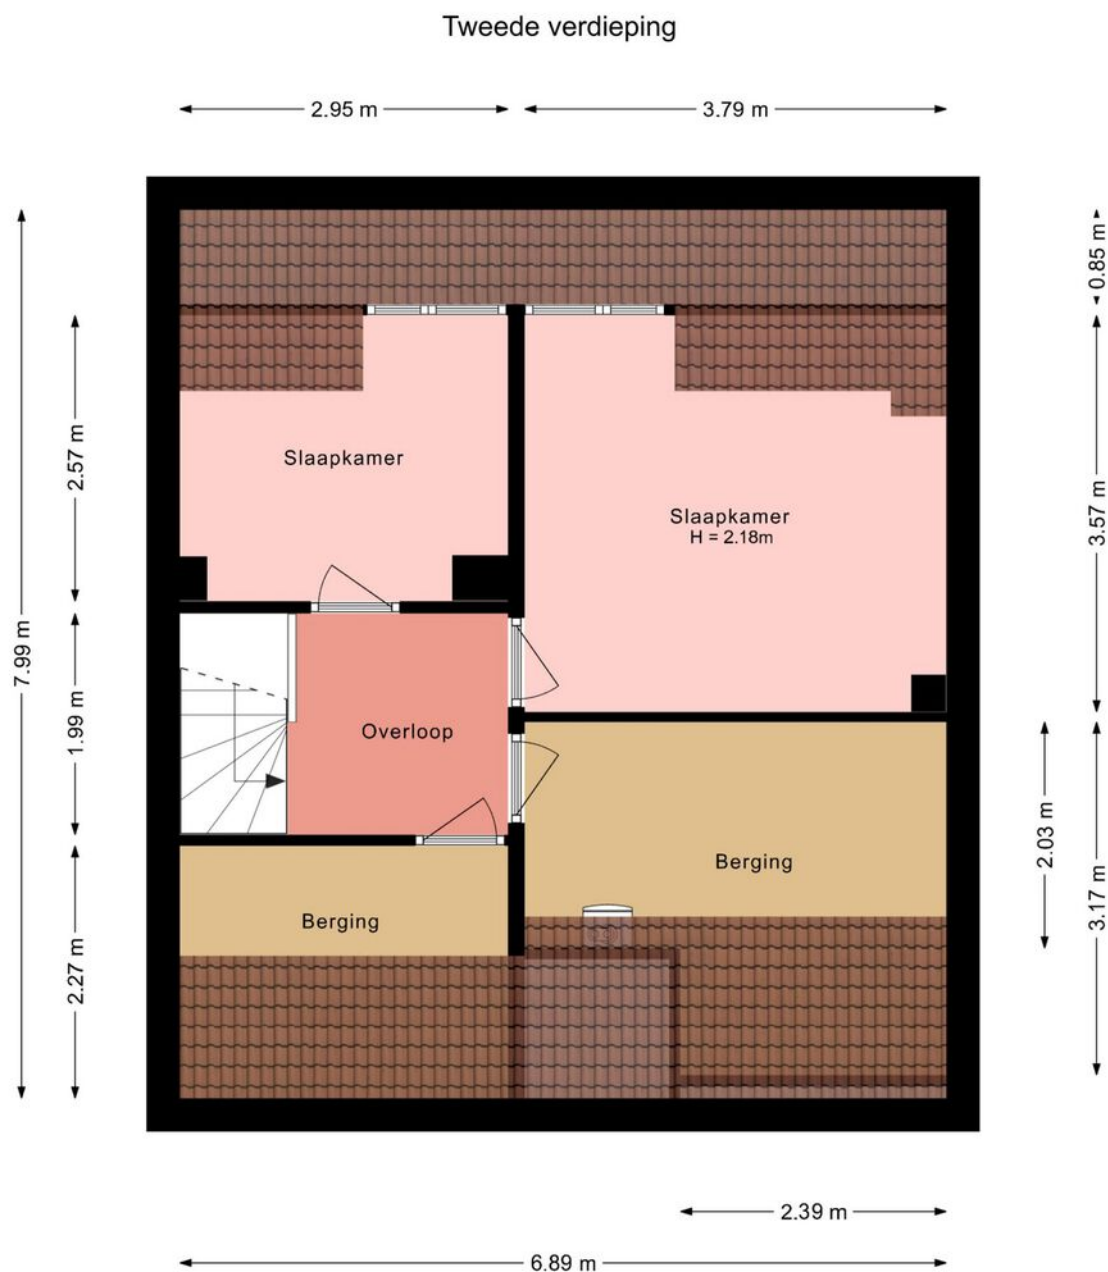 Tweede verdieping
2.95 m
3.79 m
0.85 m
2.57 m
Slaapkamer
Slaapkamer
H = 2.18m
3.57 m
7.99 m
1.99 m
Overloop
2.03 m
Berging
3.17 m
Berging
2.27 m
2.39 m
6.89 m